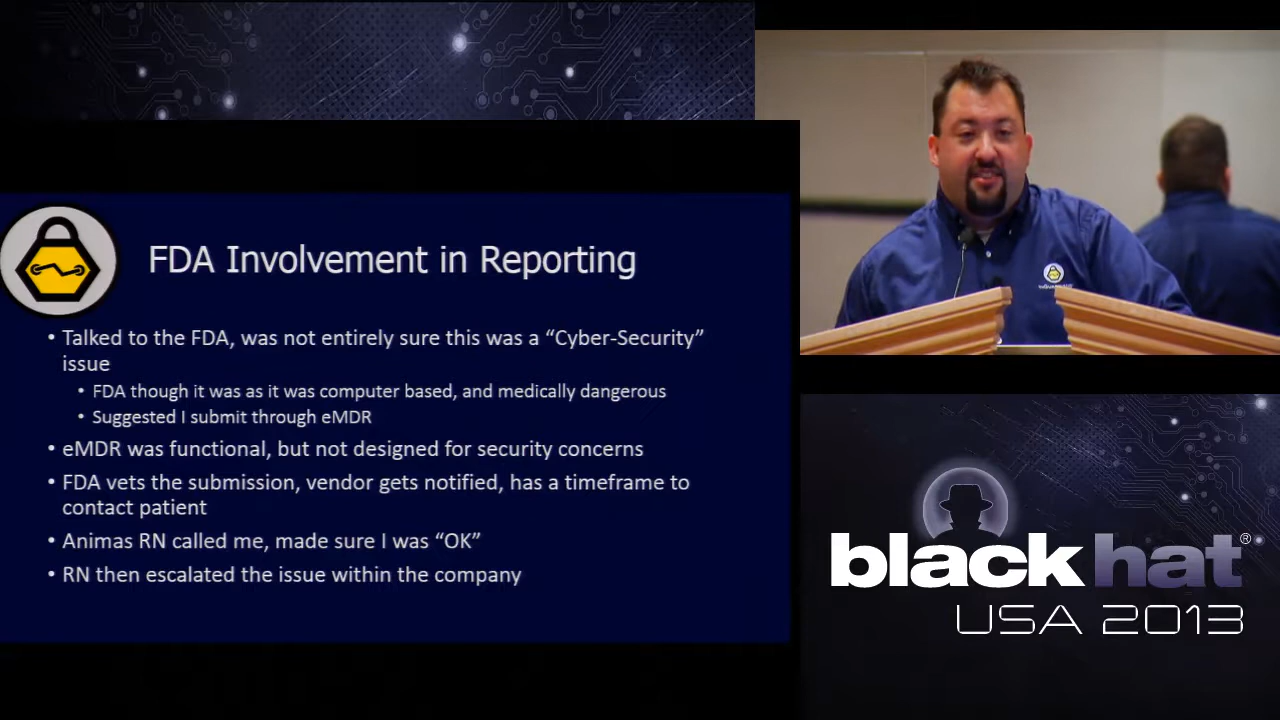 FDA Involvement in Reporting
• Talked to the FDA, was not entirely sure this was a “Cyber-Security”
issue
• FDA though it was as it was computer based, and medically dangerous
• Suggested I submit through eMDR
• eMDR was functional, but not designed for security concerns
• FDA vets the submission, vendor gets notified, has a timeframe to
contact patient
• Animas RN called me, made sure I was “OK”
• RN then escalated the issue within the company
black hat®
USA 2013